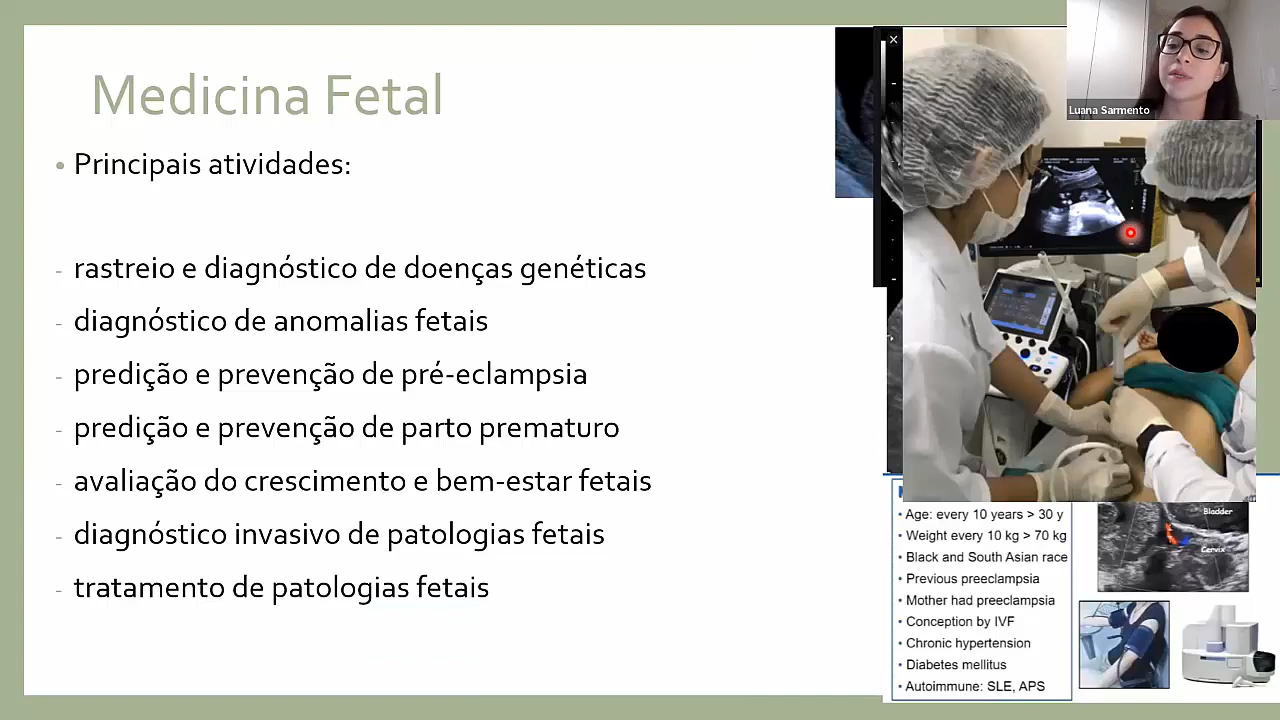 Medicina Fetal
• Principais atividades:
- rastreio e diagnóstico de doenças genéticas
- diagnóstico de anomalias fetais
- predição e prevenção de pré-eclampsia
- predição e prevenção de parto prematuro
- avaliação do crescimento e bem-estar fetais
- diagnóstico invasivo de patologias fetais
- tratamento de patologias fetais
Luana Sarmento
• Age: every 10 years > 30 y
• Weight every 10 kg > 70 kg
• Black and South Asian race
• Previous preeclampsia
• Mother had preeclampsia
• Conception by IVF
• Chronic hypertension
• Diabetes mellitus
• Autoimmune: SLE, APS
Bladder
Cervix